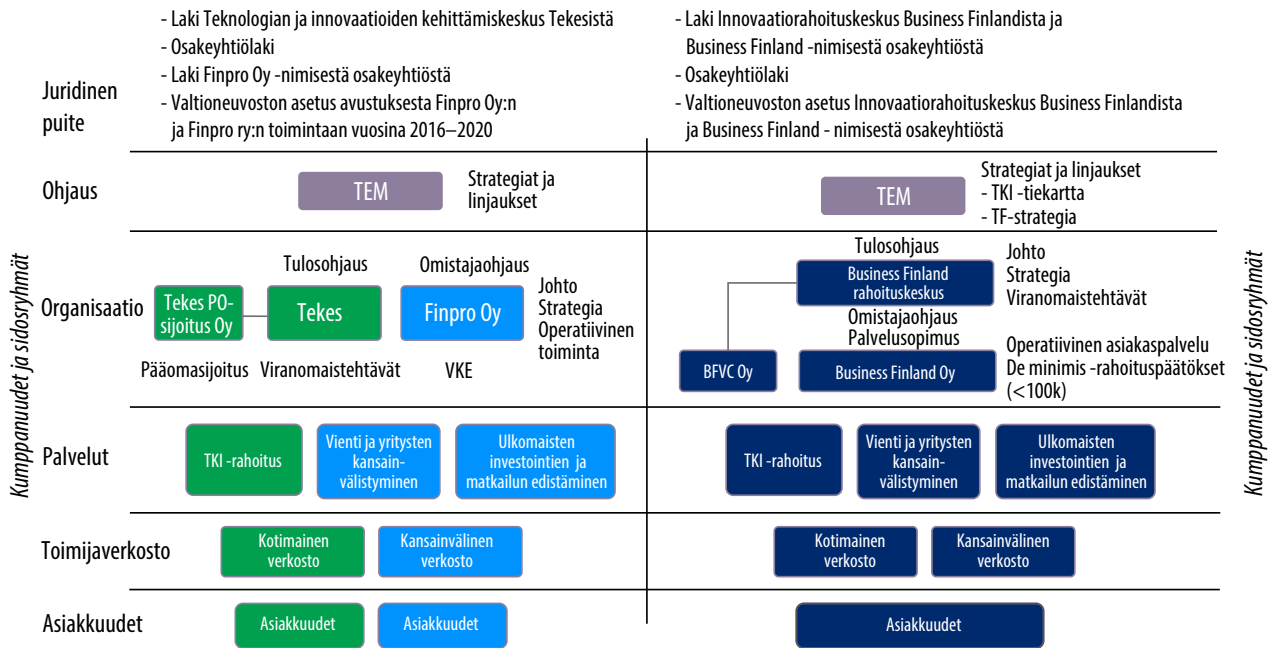 Juridinen
puite
- Laki Teknologian ja innovaatioiden kehittämiskeskus Tekesistä
- Osakeyhtiölaki
- Laki Finpro Oy -nimisestä osakeyhtiöstä
- Valtioneuvoston asetus avustuksesta Finpro Oy:n
ja Finpro ry:n toimintaan vuosina 2016–2020
- Laki Innovaatiorahoituskeskus Business Finlandista ja
Business Finland -nimisestä osakeyhtiöstä
- Osakeyhtiölaki
- Valtioneuvoston asetus Innovaatiorahoituskeskus Business Finlandista
ja Business Finland - nimisestä osakeyhtiöstä
Ohjaus
TEM
Strategiat ja
linjaukset
TEM
Strategiat ja linjaukset
- TKI -tiekartta
- TF-strategia
Kumppanuudet ja sidosryhmät
Organisaatio
Tulosohjaus
Omistajaohjaus
Tekes PO-
sijoitus Oy
Tekes
Finpro Oy
Johto
Strategia
Operatiivinen
toiminta
Pääomasijoitus
Viranomaistehtävät
VKE
Tulosohjaus
Business Finland
rahoituskeskus
Johto
Strategia
Viranomaistehtävät
Omistajaohjaus
Palvelusopimus
BFVC Oy
Business Finland Oy
Operatiivinen asiakaspalvelu
De minimis -rahoituspäätökset
(<100k)
Kumppanuudet ja sidosryhmät
Palvelut
TKI -rahoitus
Vienti ja yritysten
kansain-
välistyminen
Ulkomaisten
investointien ja
matkailun edistäminen
TKI -rahoitus
Vienti ja yritysten
kansain-
välistyminen
Ulkomaisten
investointien ja
matkailun edistäminen
Toimijaverkosto
Kotimainen
verkosto
Kansainvälinen
verkosto
Kotimainen
verkosto
Kansainvälinen
verkosto
Asiakkuudet
Asiakkuudet
Asiakkuudet
Asiakkuudet